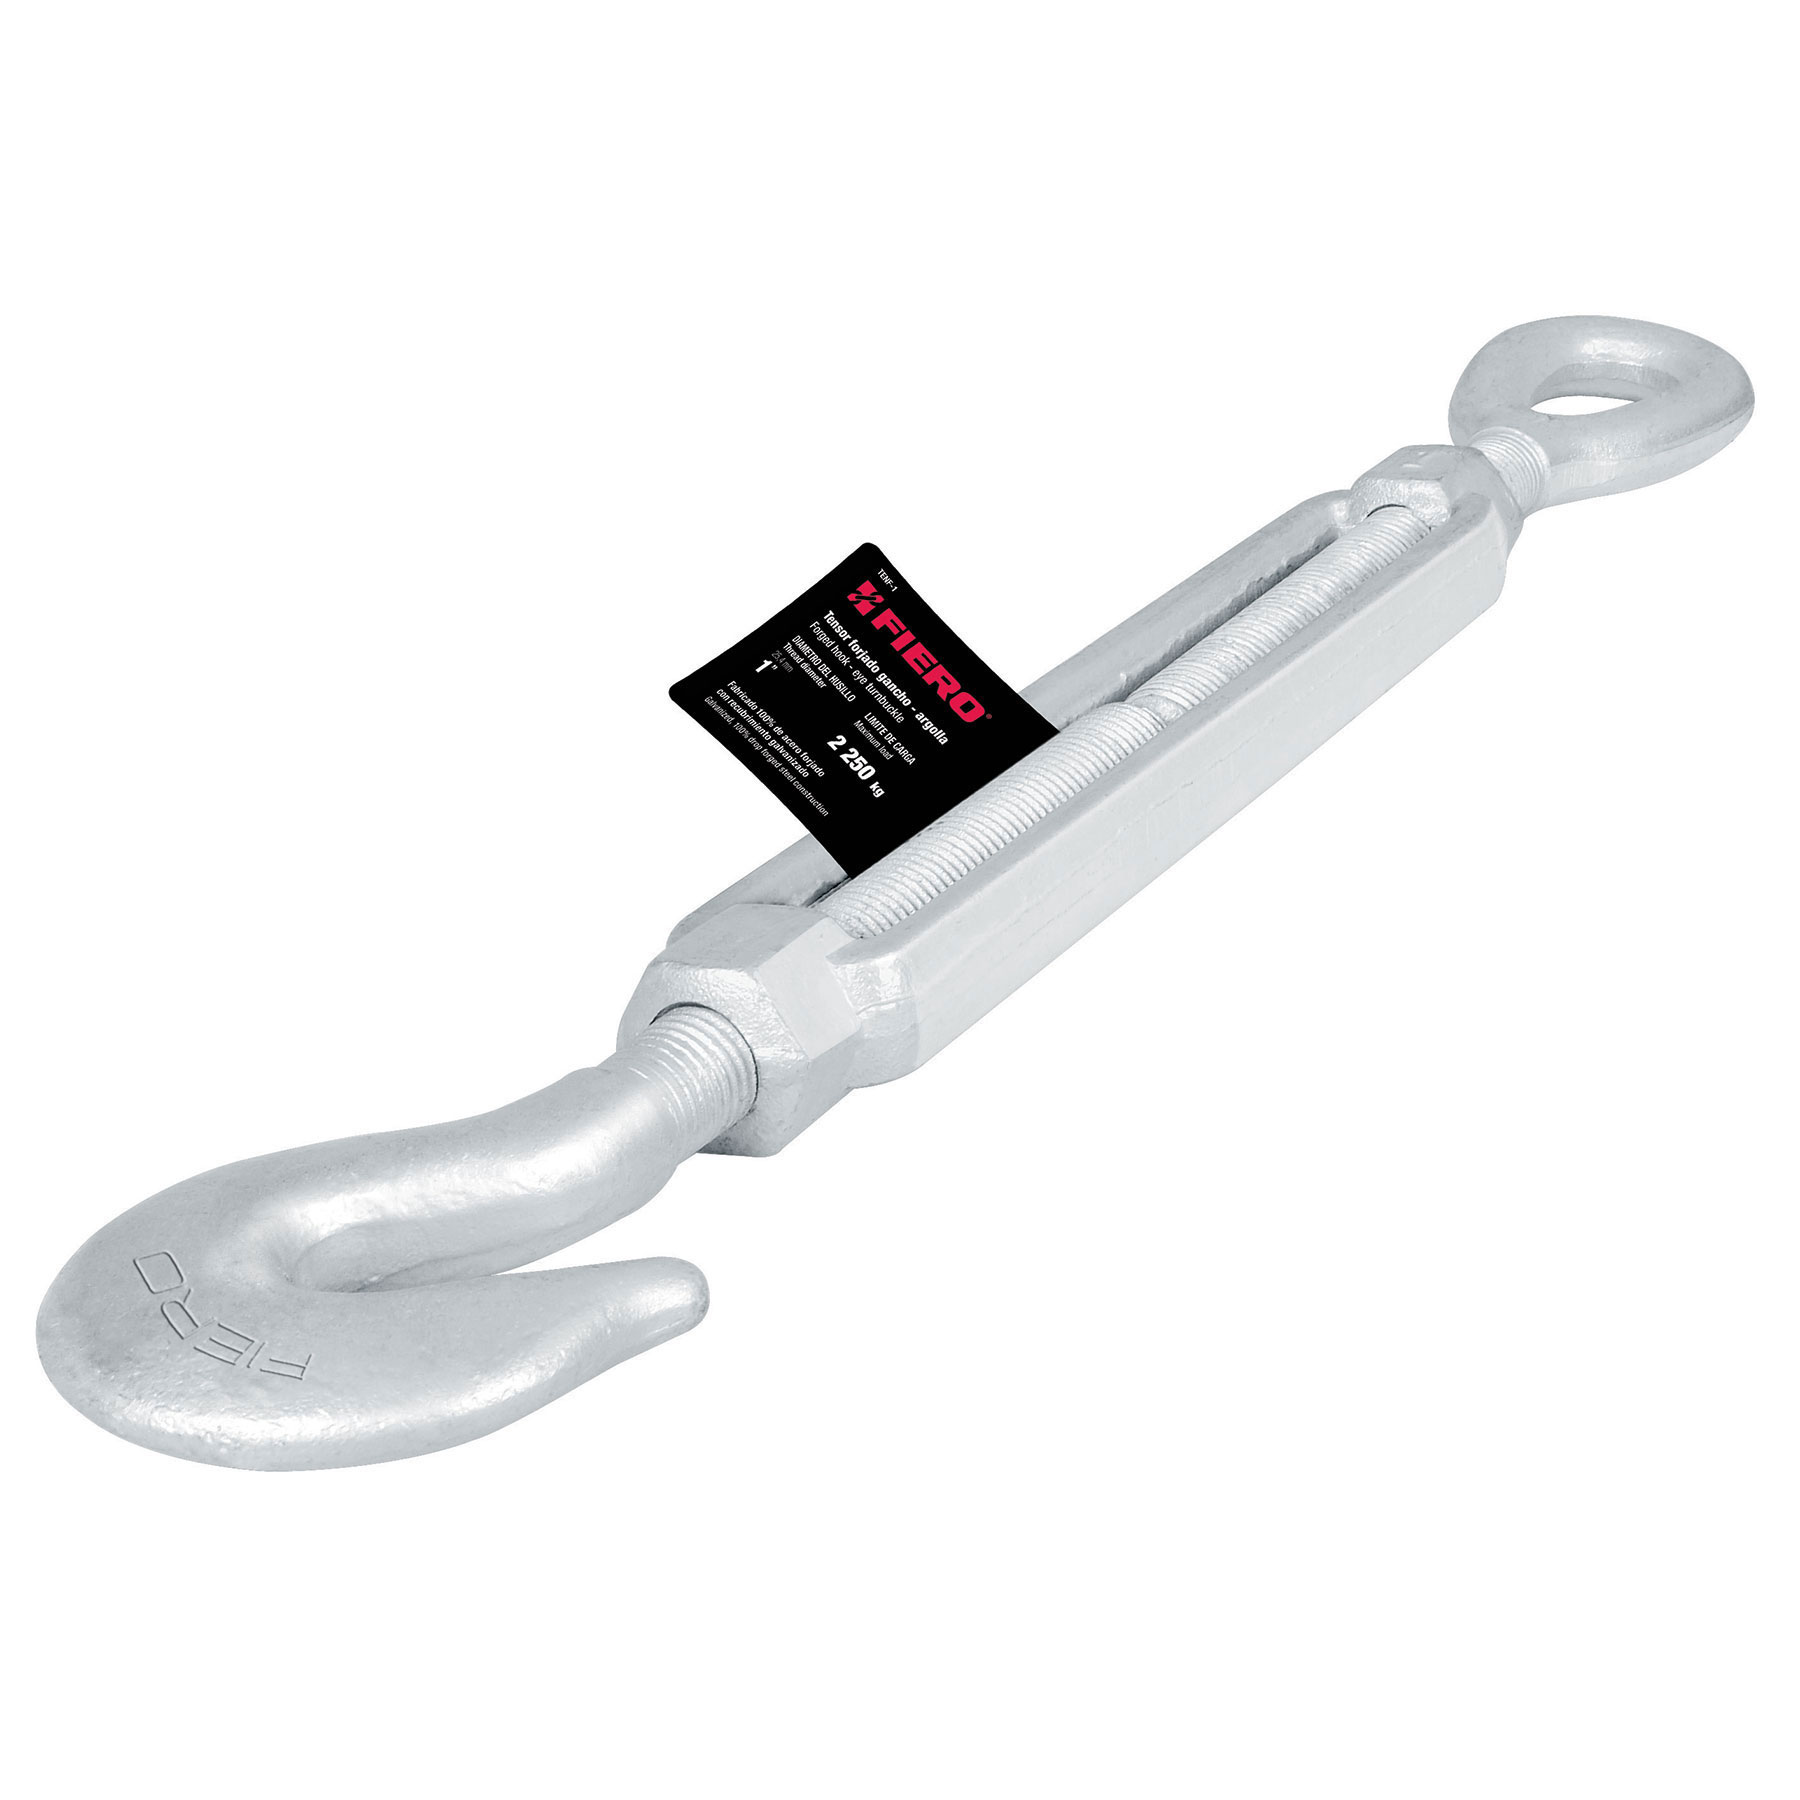 TENF-1
FIERO®
Tensor forjado gancho - argolla
Forged hook - eye turnbuckle
DIÁMETRO DEL HUSILLO
Thread diameter
25.4 mm
1"
LÍMITE DE CARGA
Maximum load
2 250 kg
Fabricado 100% de acero forjado
con recubrimiento galvanizado
Galvanized, 100% drop forged steel construction
FIERO